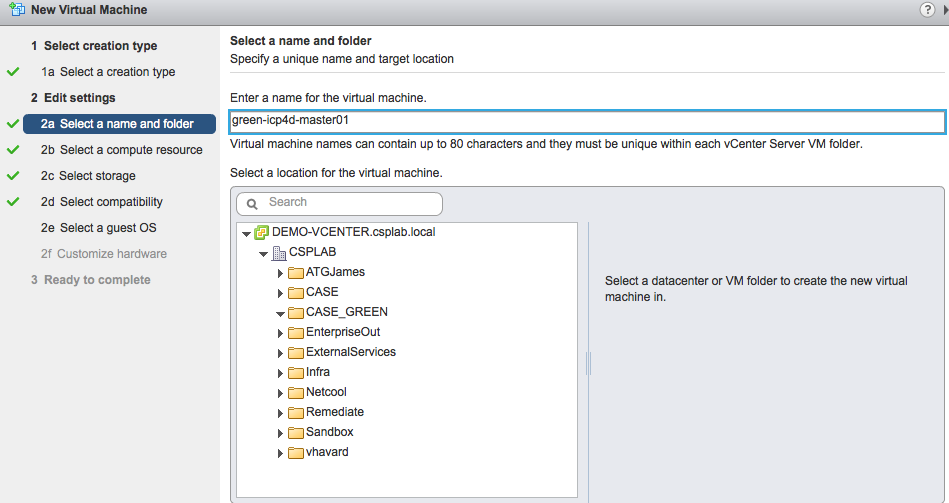 New Virtual Machine
?
1 Select creation type
1a Select a creation type
2 Edit settings
2a Select a name and folder
2b Select a compute resource
2c Select storage
2d Select compatibility
2e Select a guest OS
2f Customize hardware
3 Ready to complete
Select a name and folder
Specify a unique name and target location
Enter a name for the virtual machine.
green-icp4d-master01
Virtual machine names can contain up to 80 characters and they must be unique within each vCenter Server VM folder.
Select a location for the virtual machine.
Search
DEMO-VCENTER.csplab.local
CSPLAB
ATGJames
CASE
CASE_GREEN
EnterpriseOut
ExternalServices
Infra
Netcool
Remediate
Sandbox
vhavard
Select a datacenter or VM folder to create the new virtual
machine in.